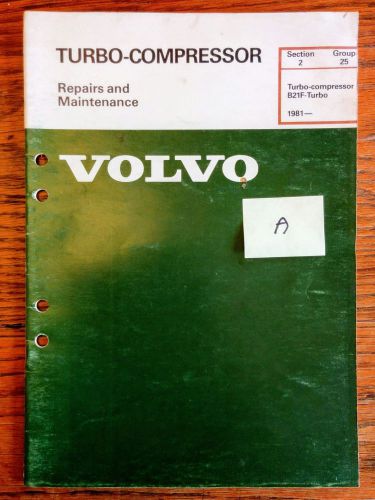 TURBO-COMPRESSOR
Repairs and
Maintenance
Section Group
2 25
Turbo-compressor
B21F-Turbo
1981—
VOLVO
A